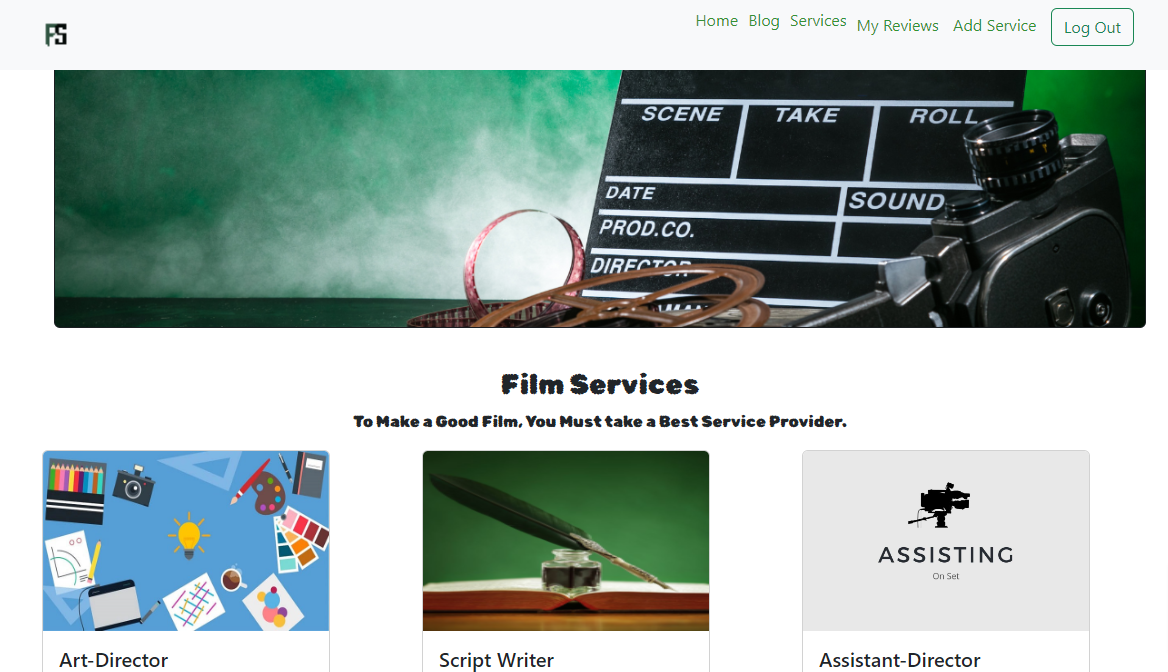 FS
Home Blog Services My Reviews Add Service Log Out
SCENE TAKE ROLL
DATE SOUND
PROD.CO.
DIRECTOR
Film Services
To Make a Good Film, You Must take a Best Service Provider.
ASSISTING
On Set
Art-Director Script Writer Assistant-Director